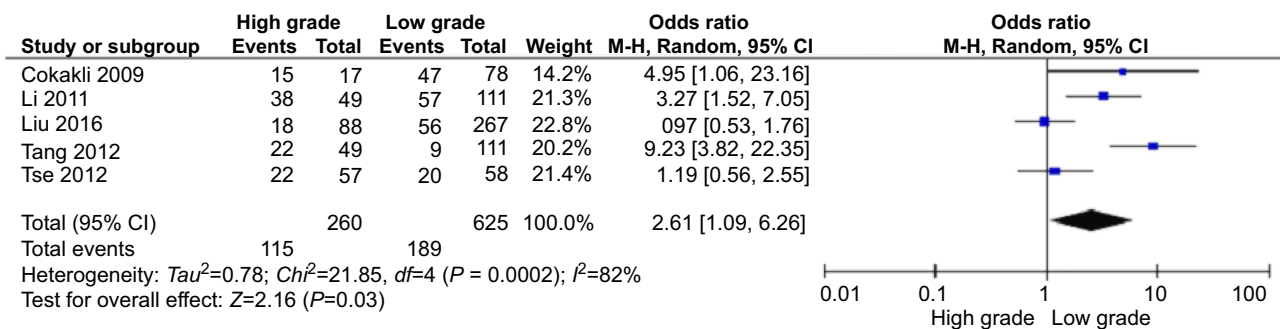 High grade Low grade Odds ratio Odds ratio
Study or subgroup Events Total Events Total Weight M-H, Random, 95% CI M-H, Random, 95% CI
Cokakli 2009 15 17 47 78 14.2% 4.95 [1.06, 23.16]
Li 2011 38 49 57 111 21.3% 3.27 [1.52, 7.05]
Liu 2016 18 88 56 267 22.8% 097 [0.53, 1.76]
Tang 2012 22 49 9 111 20.2% 9.23 [3.82, 22.35]
Tse 2012 22 57 20 58 21.4% 1.19 [0.56, 2.55]
Total (95% CI) 260 625 100.0% 2.61 [1.09, 6.26]
Total events 115 189
Heterogeneity: Tau²=0.78; Chi²=21.85, df=4 (P = 0.0002); I²=82%
Test for overall effect: Z=2.16 (P=0.03)
0.01 0.1 1 10 100
High grade Low grade